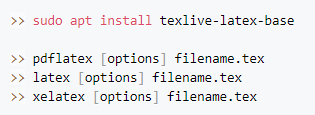 >> sudo apt install texlive-latex-base
>> pdflatex [options] filename.tex
>> latex [options] filename.tex
>> xelatex [options] filename.tex